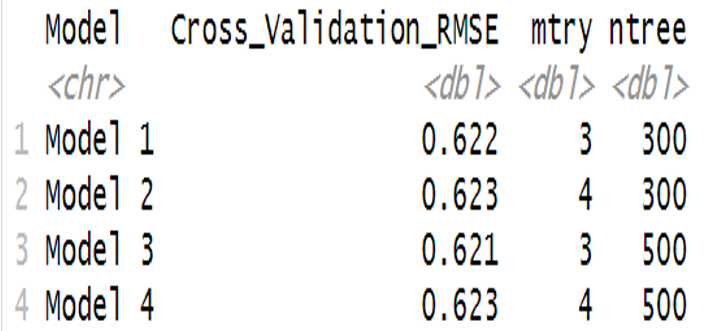 Model Cross_Validation_RMSE mtry ntree
<chr> <dbl> <dbl> <dbl>
1 Model 1 0.622 3 300
2 Model 2 0.623 4 300
3 Model 3 0.621 3 500
4 Model 4 0.623 4 500